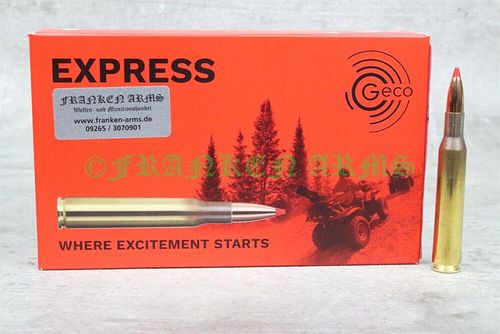 EXPRESS
Geco
FRANKEN ARMS
Waffen- und Munitionshandel
www.franken-arms.de
09265 / 3070901
©FRANKEN ARMS
WHERE EXCITEMENT STARTS